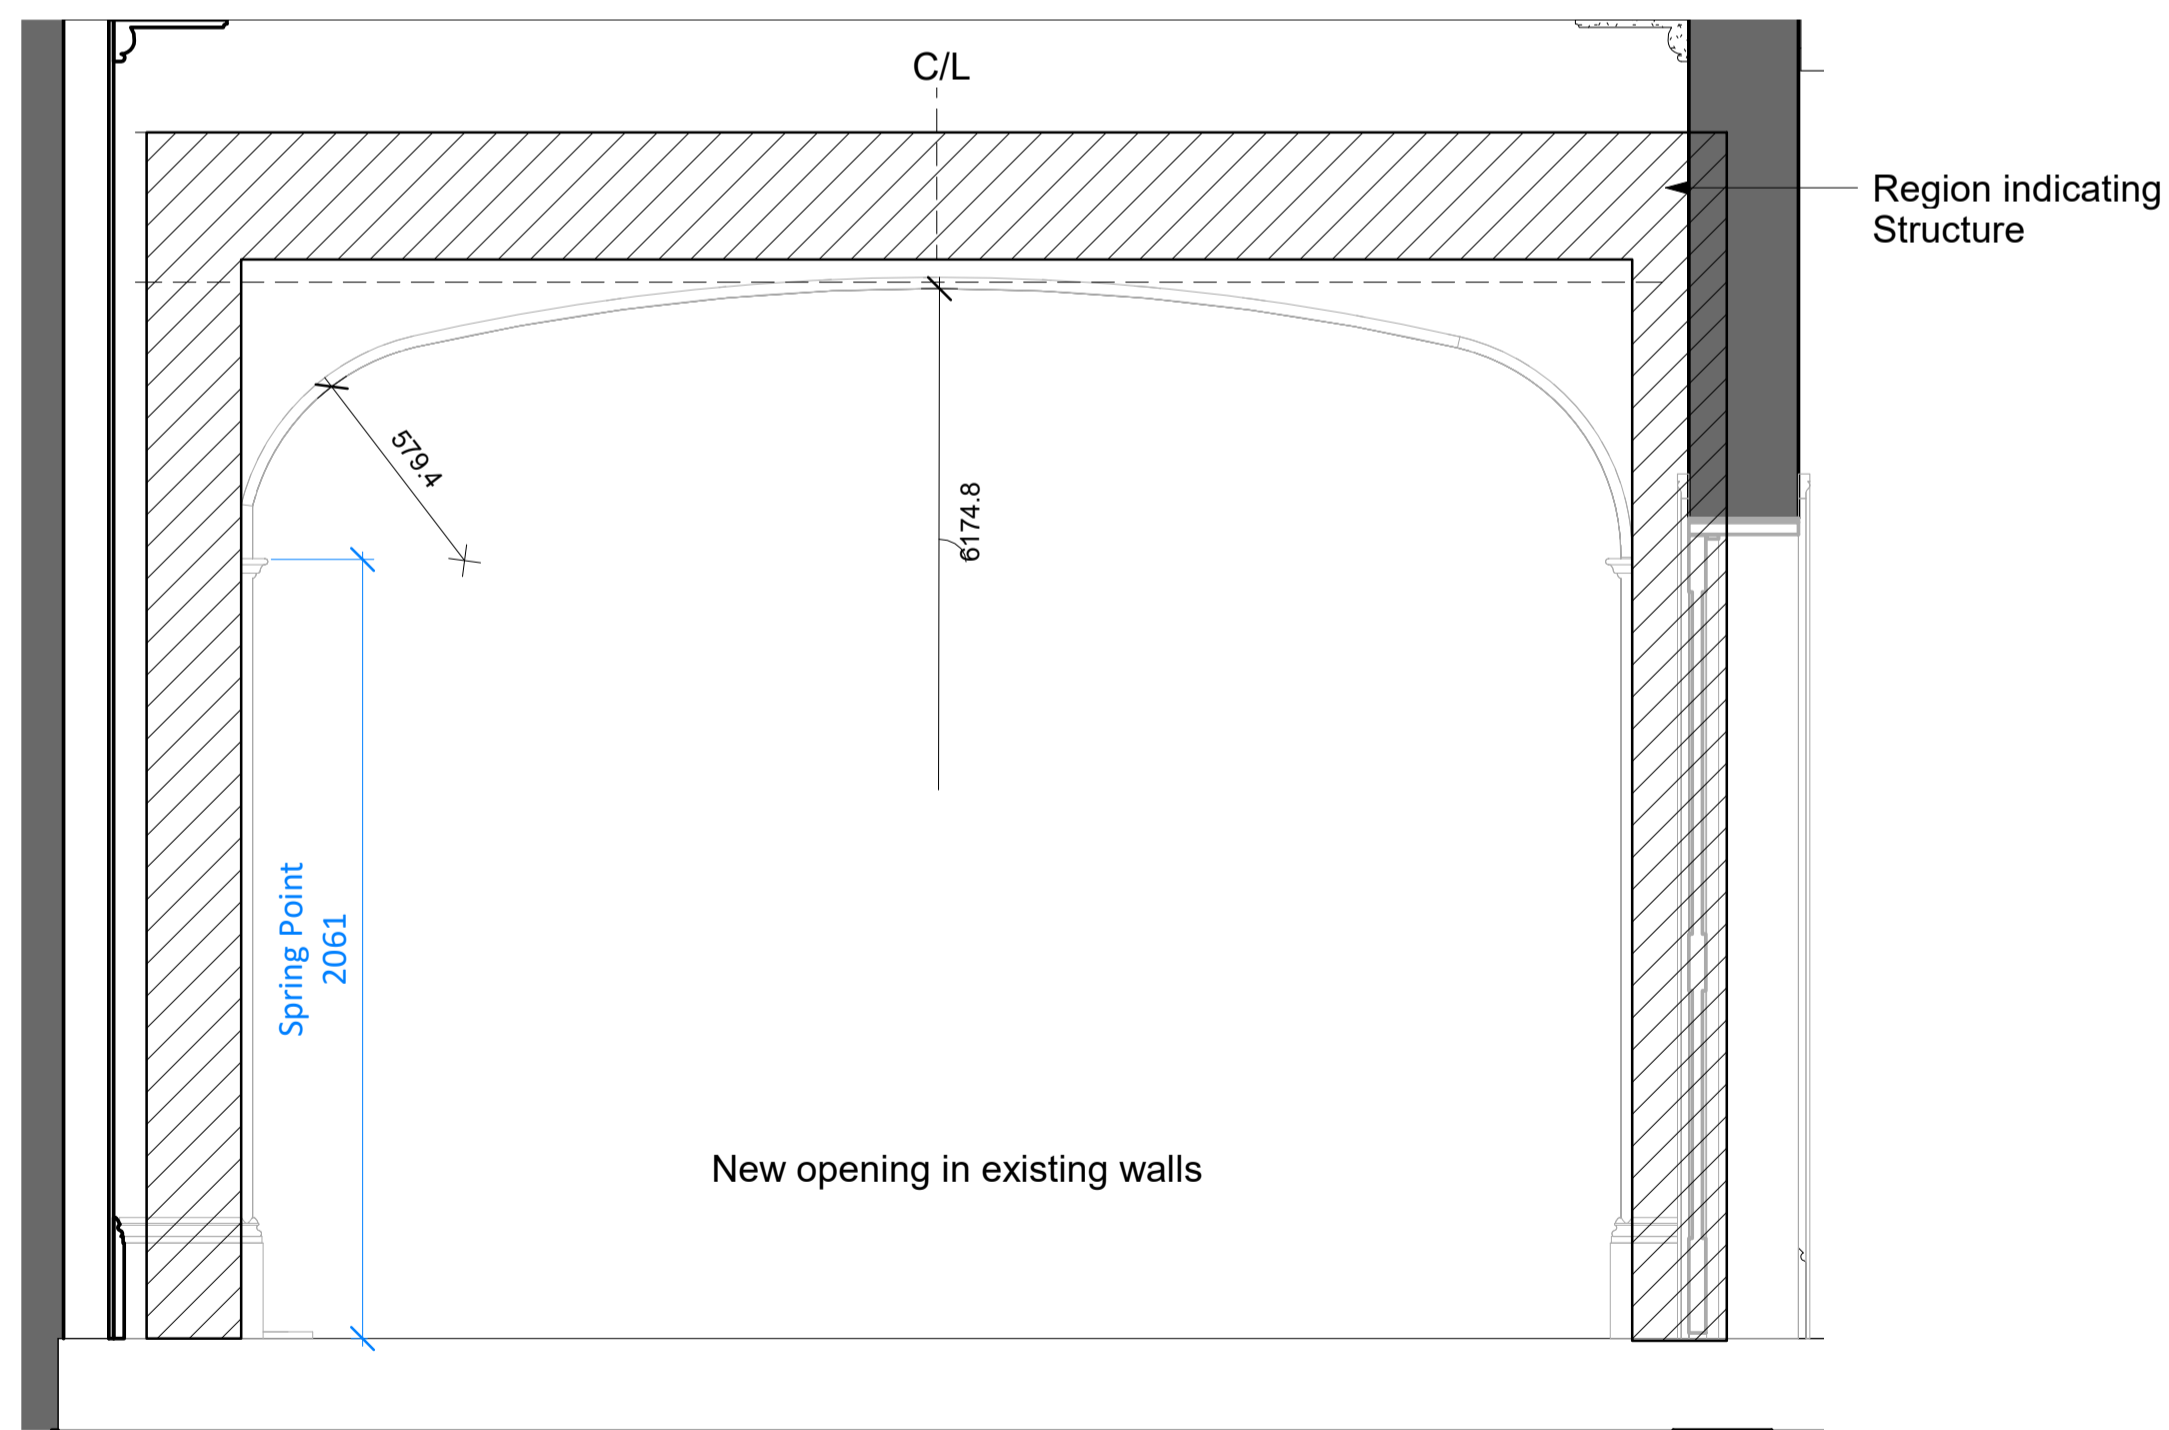 C/L
Region indicating
Structure
579.4
6174.8
Spring Point
2061
New opening in existing walls